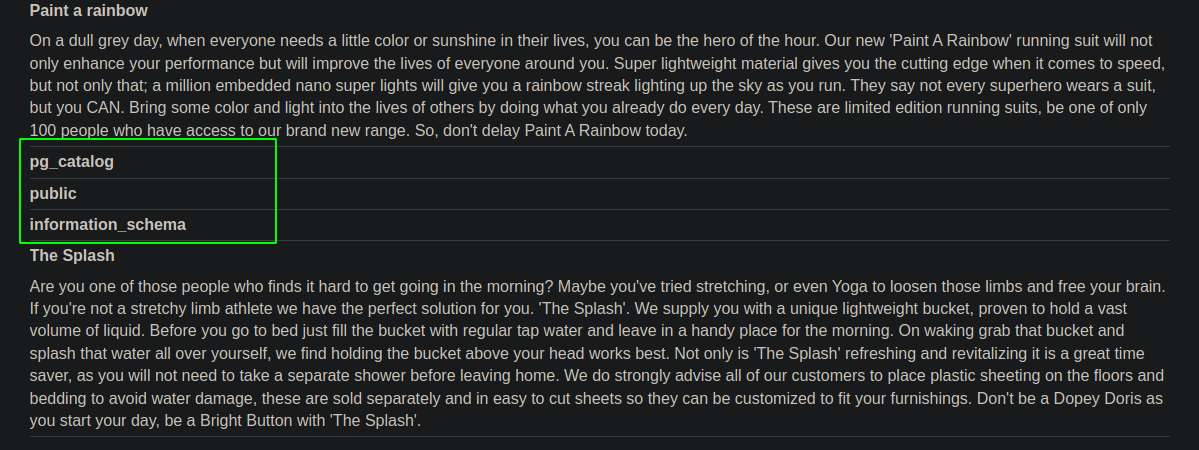 Paint a rainbow
On a dull grey day, when everyone needs a little color or sunshine in their lives, you can be the hero of the hour. Our new 'Paint A Rainbow' running suit will not
only enhance your performance but will improve the lives of everyone around you. Super lightweight material gives you the cutting edge when it comes to speed,
but not only that; a million embedded nano super lights will give you a rainbow streak lighting up the sky as you run. They say not every superhero wears a suit,
but you CAN. Bring some color and light into the lives of others by doing what you already do every day. These are limited edition running suits, be one of only
100 people who have access to our brand new range. So, don't delay Paint A Rainbow today.
pg_catalog
public
information_schema
The Splash
Are you one of those people who finds it hard to get going in the morning? Maybe you've tried stretching, or even Yoga to loosen those limbs and free your brain.
If you're not a stretchy limb athlete we have the perfect solution for you. 'The Splash'. We supply you with a unique lightweight bucket, proven to hold a vast
volume of liquid. Before you go to bed just fill the bucket with regular tap water and leave in a handy place for the morning. On waking grab that bucket and
splash that water all over yourself, we find holding the bucket above your head works best. Not only is 'The Splash' refreshing and revitalizing it is a great time
saver, as you will not need to take a separate shower before leaving home. We do strongly advise all of our customers to place plastic sheeting on the floors and
bedding to avoid water damage, these are sold separately and in easy to cut sheets so they can be customized to fit your furnishings. Don't be a Dopey Doris as
you start your day, be a Bright Button with 'The Splash'.